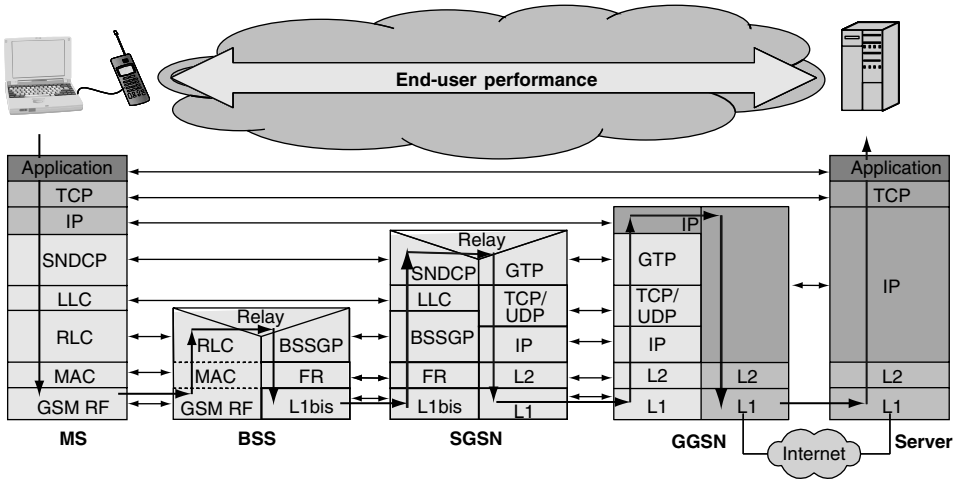 End-user performance
Application
TCP
IP
SNDCP
LLC
RLC
MAC
GSM RF
MS
Relay
RLC
MAC
GSM RF
BSSGP
FR
L1bis
BSS
Relay
SNDCP
LLC
BSSGP
FR
L1bis
GTP
TCP/
UDP
IP
L2
L1
SGSN
IP
GTP
TCP/
UDP
IP
L2
L1
L2
L1
GGSN
Internet
Application
TCP
IP
L2
L1
Server